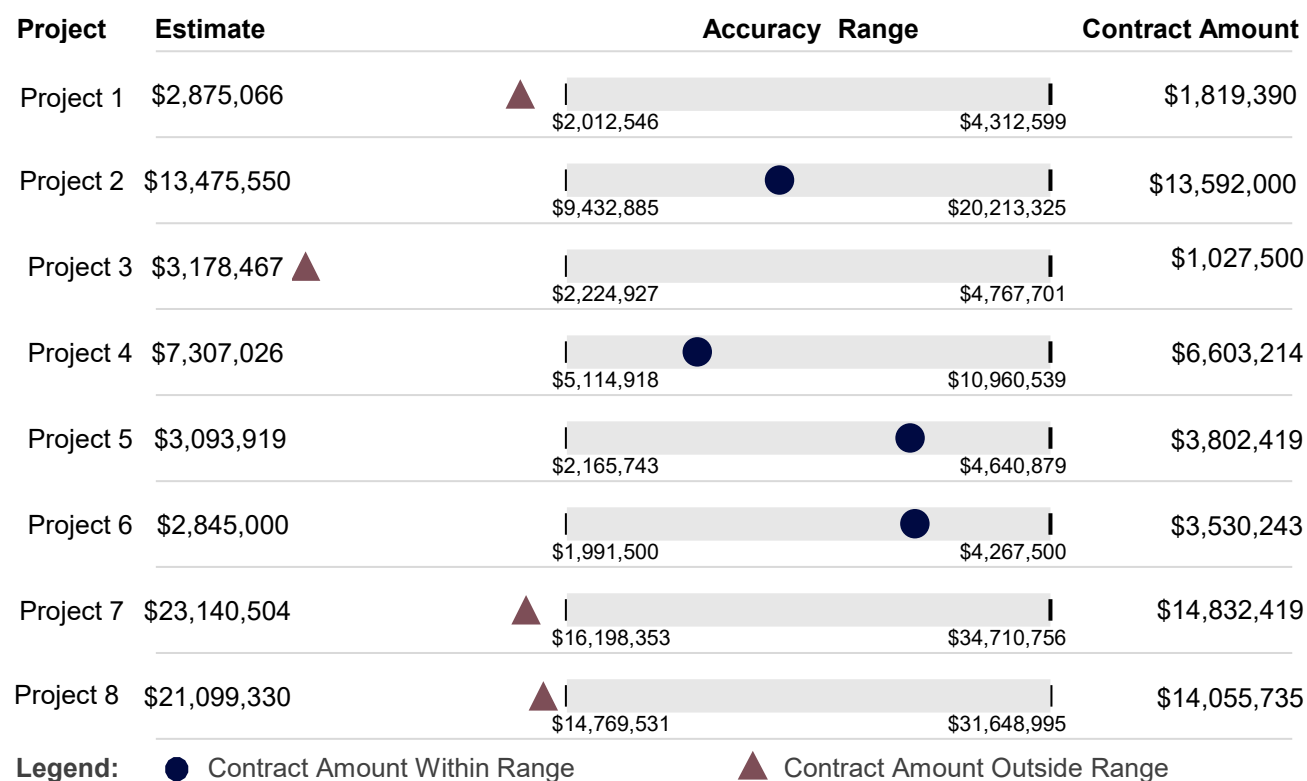 Project Estimate Accuracy Range Contract Amount
Project 1 $2,875,066 $1,819,390
$2,012,546 $4,312,599
Project 2 $13,475,550 $13,592,000
$9,432,885 $20,213,325
Project 3 $3,178,467 $1,027,500
$2,224,927 $4,767,701
Project 4 $7,307,026 $6,603,214
$5,114,918 $10,960,539
Project 5 $3,093,919 $3,802,419
$2,165,743 $4,640,879
Project 6 $2,845,000 $3,530,243
$1,991,500 $4,267,500
Project 7 $23,140,504 $14,832,419
$16,198,353 $34,710,756
Project 8 $21,099,330 $14,055,735
$14,769,531 $31,648,995
Legend: Contract Amount Within Range Contract Amount Outside Range